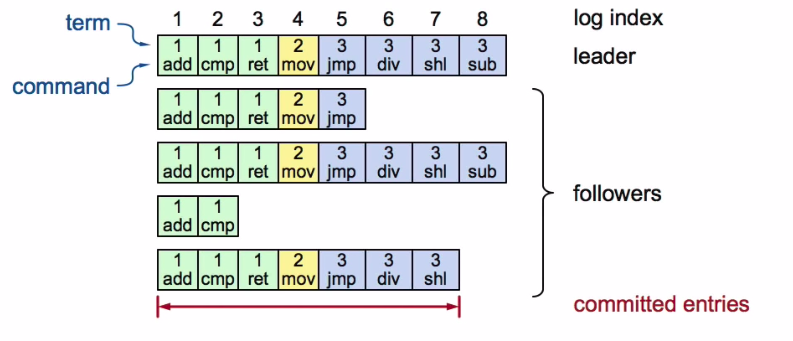 term
command
1 2 3 4 5 6 7 8 log index
1 1 1 2 3 3 3 3
add cmp ret mov jmp div shl sub
leader
1 1 1 2 3
add cmp ret mov jmp
1 1 1 2 3 3 3 3
add cmp ret mov jmp div shl sub
1 1
add cmp
1 1 1 2 3 3 3
add cmp ret mov jmp div shl
followers
committed entries